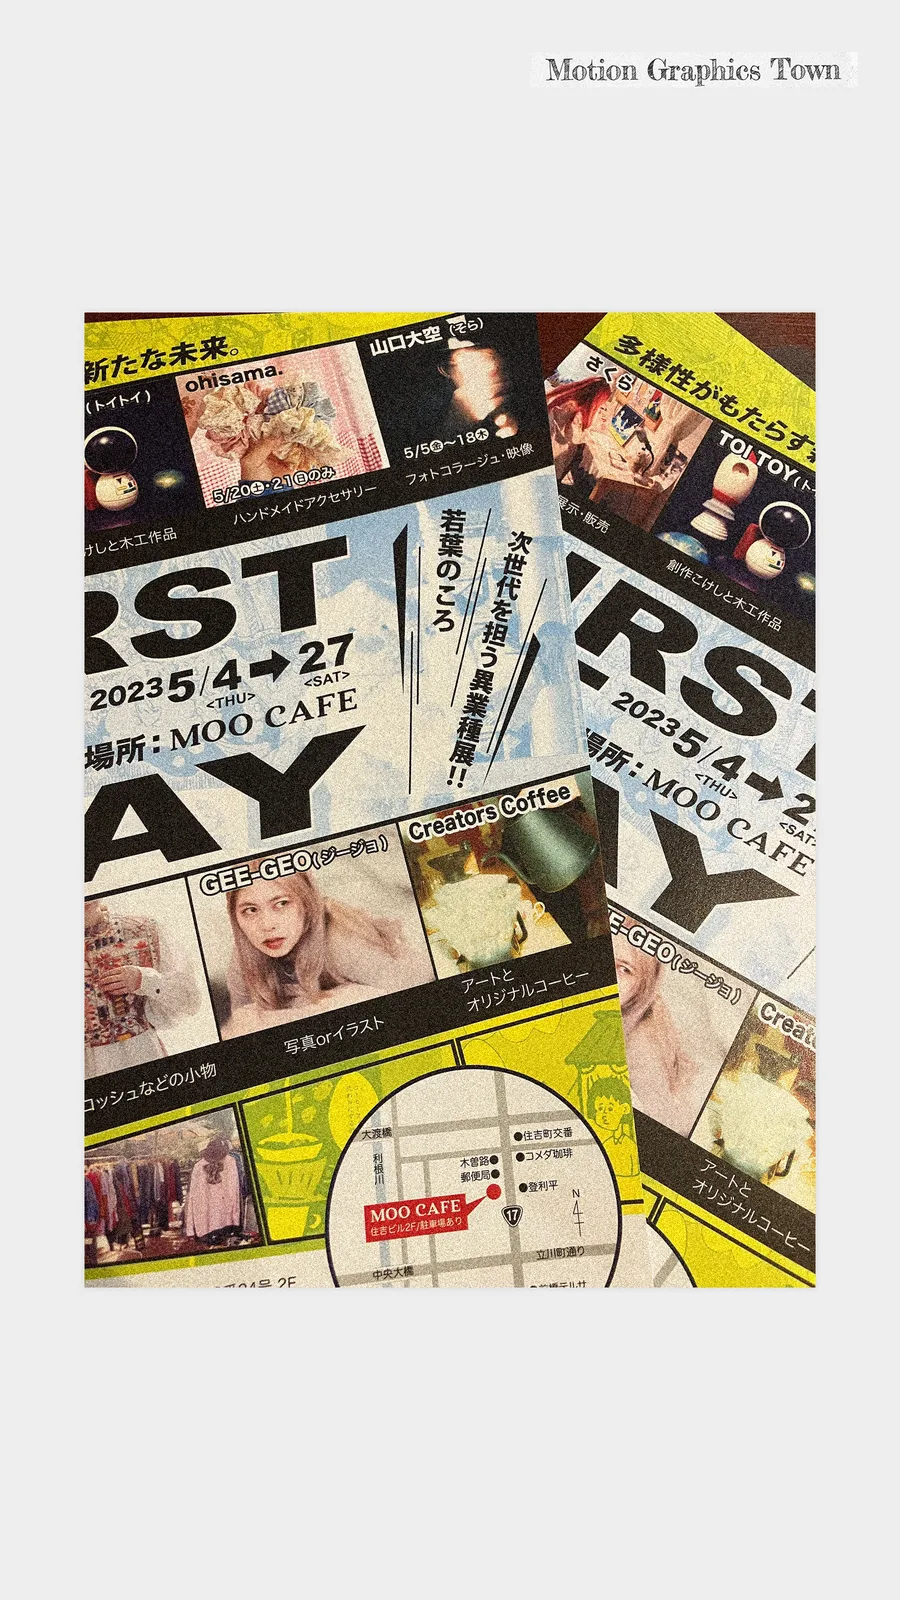 Motion Graphics Town
新たな未来。
(トイトイ)
ohisama.
山口大空(そら)
5/20土・21日のみ
5/5金〜18木
けしと木工作品
ハンドメイドアクセサリー
フォトコラージュ・映像
RST
2023 5/4→27
<THU>
<SAT>
場所：MOO CAFE
AY
若葉のころ
次世代を担う異業種展!!
GEE-GEO(ジージョ)
Creators Coffee
コッシュなどの小物
写真orイラスト
アートと
オリジナルコーヒー
大渡橋
利根川
住吉町交番
木曽路
コメダ珈琲
郵便局
登利平
MOO CAFE
住吉ビル2F/駐車場あり
17
N
立川町通り
中央大橋
多様性がもたらす
さくら
TOI TOY(トイ
展示・販売
創作こけしと木工作品
IRST
2023 5/4→2
<THU>
<SAT>
場所：MOO CAFE
AY
E-GEO(ジージョ)
Creato
アートと
オリジナルコーヒー